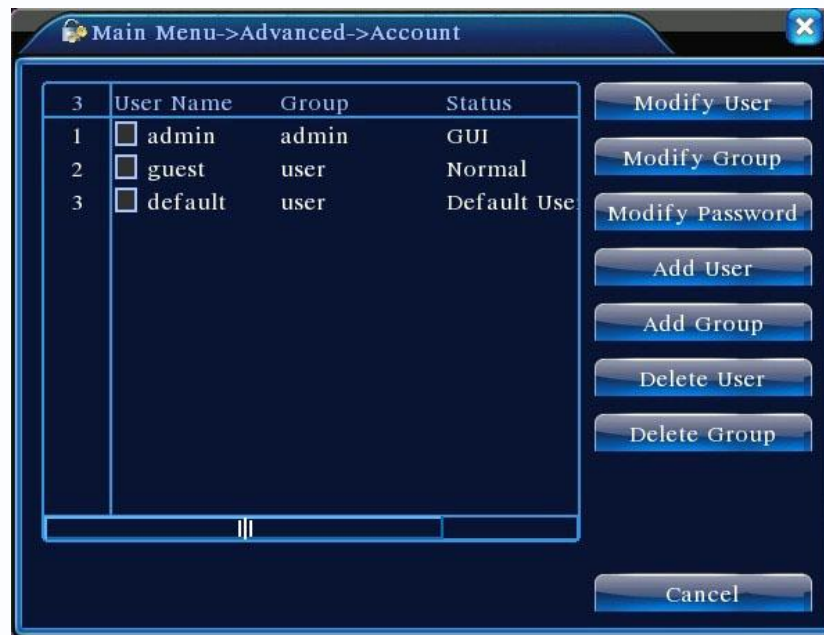 Main Menu->Advanced->Account
3 User Name Group Status
1 admin admin GUI
2 guest user Normal
3 default user Default Use
Modify User
Modify Group
Modify Password
Add User
Add Group
Delete User
Delete Group
Cancel